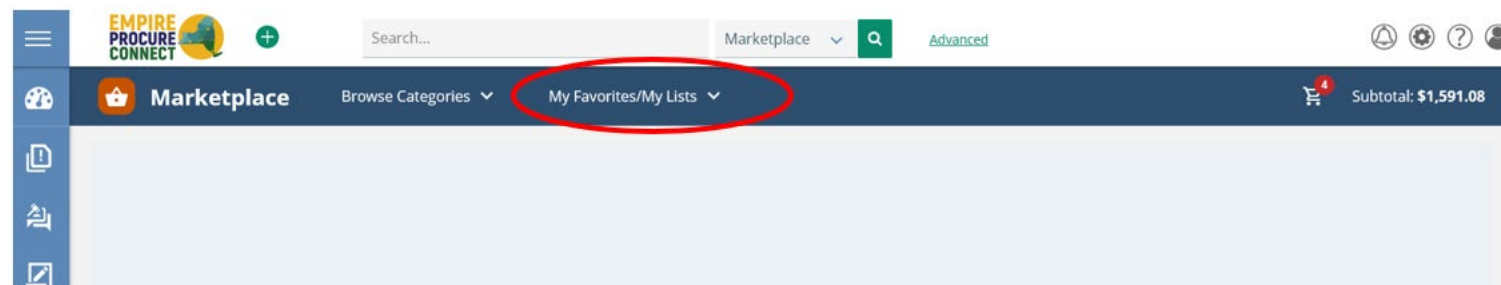 EMPIRE
PROCURE
CONNECT
Search...
Marketplace
Advanced
Marketplace
Browse Categories
My Favorites/My Lists
4
Subtotal: $1,591.08